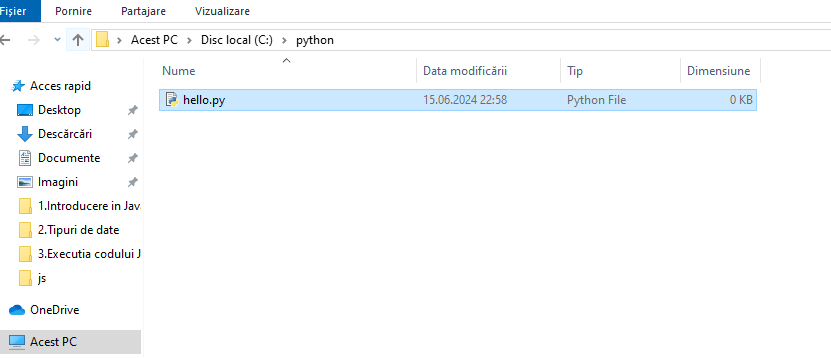 Fișier Pornire Partajare Vizualizare
Acest PC Disc local (C:) python
Nume Data modificării Tip Dimensiune
hello.py 15.06.2024 22:58 Python File 0 KB
Acces rapid
Desktop
Descărcări
Documente
Imagini
1.Introducere in Java
2.Tipuri de date
3.Executia codului J
js
OneDrive
Acest PC